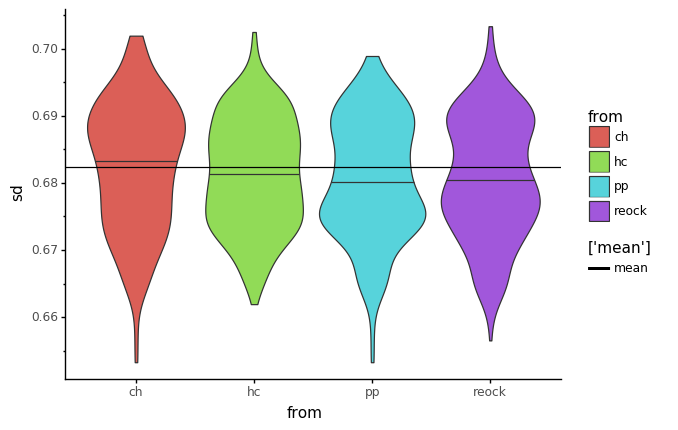 0.70
0.69
0.68
0.67
0.66
sd
ch hc pp reock
from
from
ch
hc
pp
reock
['mean']
mean